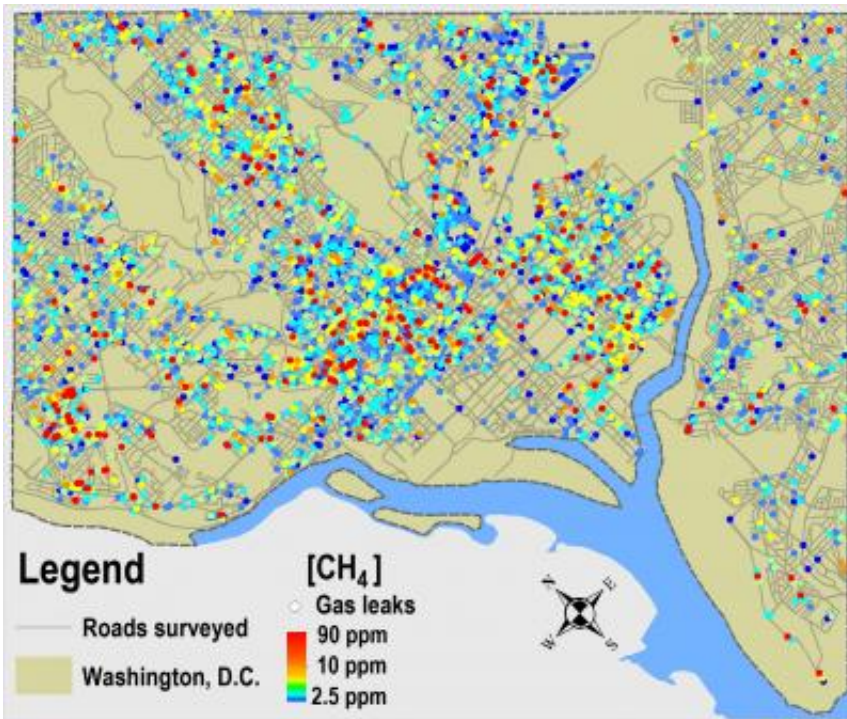 Legend
Roads surveyed
Washington, D.C.
[CH₄]
Gas leaks
90 ppm
10 ppm
2.5 ppm
N
E
W
S